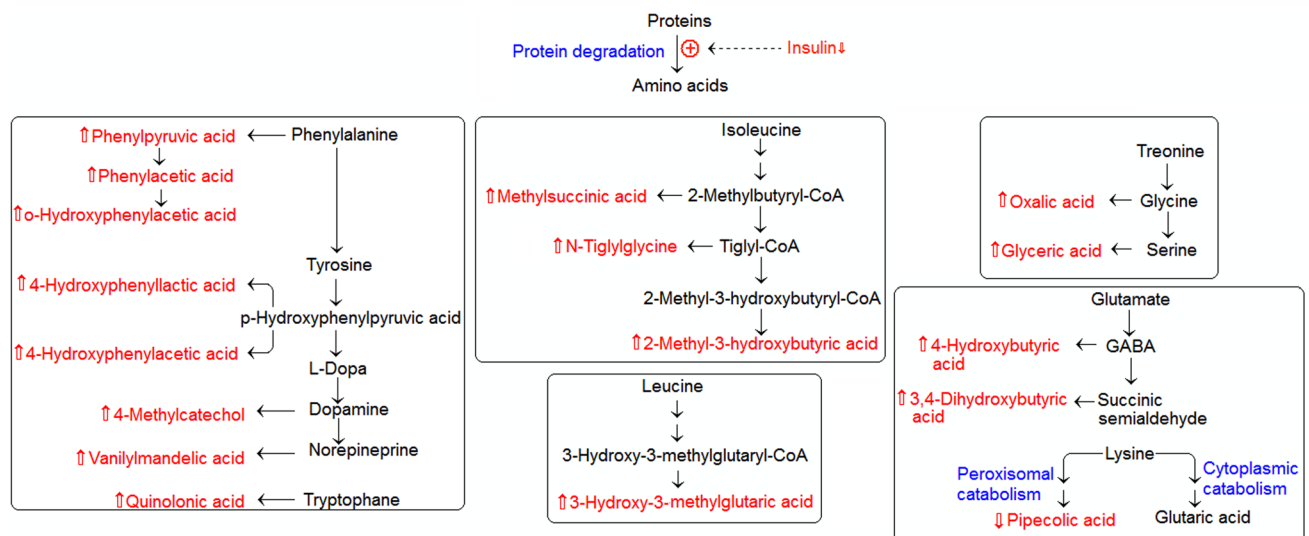 Proteins
Protein degradation
Insulin⇓
Amino acids
⇑Phenylpyruvic acid
Phenylalanine
⇑Phenylacetic acid
⇑o-Hydroxyphenylacetic acid
Tyrosine
⇑4-Hydroxyphenyllactic acid
p-Hydroxyphenylpyruvic acid
⇑4-Hydroxyphenylacetic acid
L-Dopa
⇑4-Methylcatechol
Dopamine
⇑Vanilylmandelic acid
Norepineprine
⇑Quinolonic acid
Tryptophane
Isoleucine
⇑Methylsuccinic acid
2-Methylbutyryl-CoA
⇑N-Tiglylglycine
Tiglyl-CoA
2-Methyl-3-hydroxybutyryl-CoA
⇑2-Methyl-3-hydroxybutyric acid
Leucine
3-Hydroxy-3-methylglutaryl-CoA
⇑3-Hydroxy-3-methylglutaric acid
Treonine
⇑Oxalic acid
Glycine
⇑Glyceric acid
Serine
Glutamate
⇑4-Hydroxybutyric
acid
GABA
⇑3,4-Dihydroxybutyric
acid
Succinic
semialdehyde
Lysine
Peroxisomal
catabolism
Cytoplasmic
catabolism
⇓Pipecolic acid
Glutaric acid